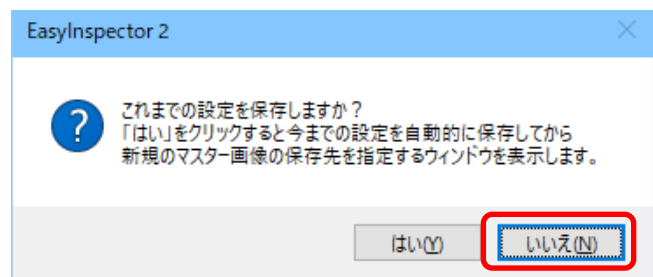 EasyInspector 2
これまでの設定を保存しますか？
「はい」をクリックすると今までの設定を自動的に保存してから
新規のマスター画像の保存先を指定するウィンドウを表示します。
はい(Y)
いいえ(N)